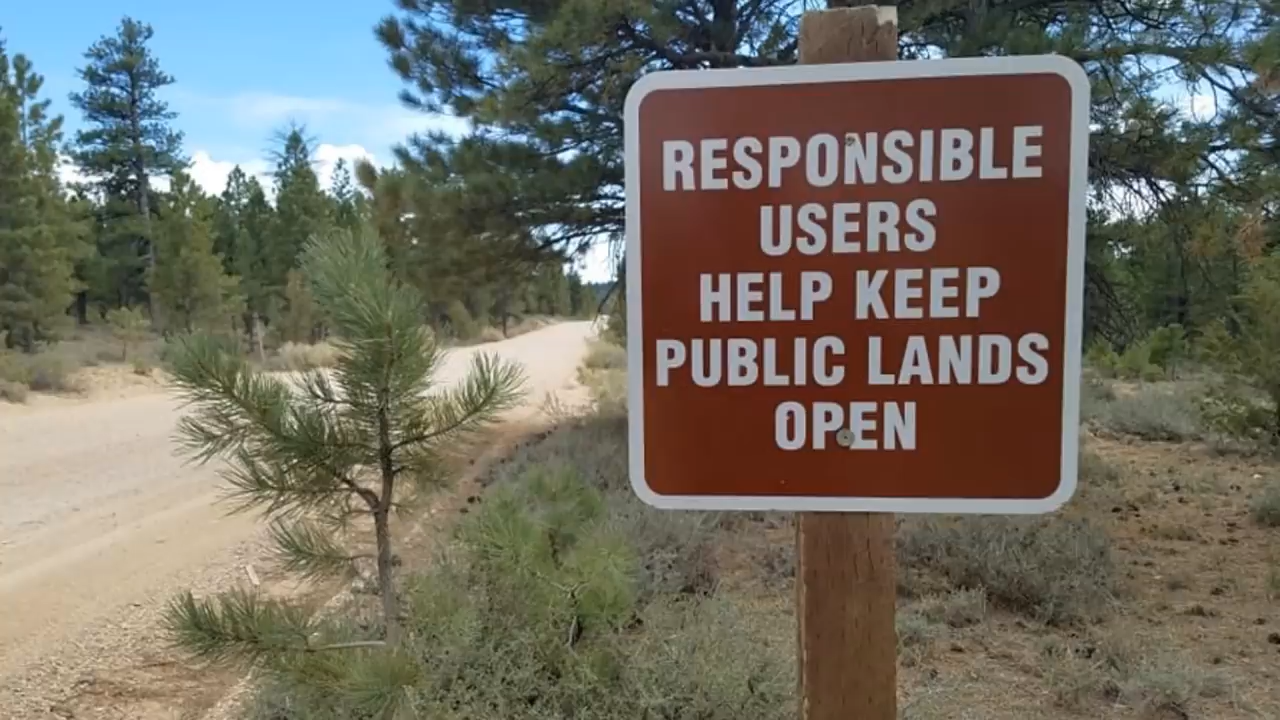 RESPONSIBLE
USERS
HELP KEEP
PUBLIC LANDS
OPEN